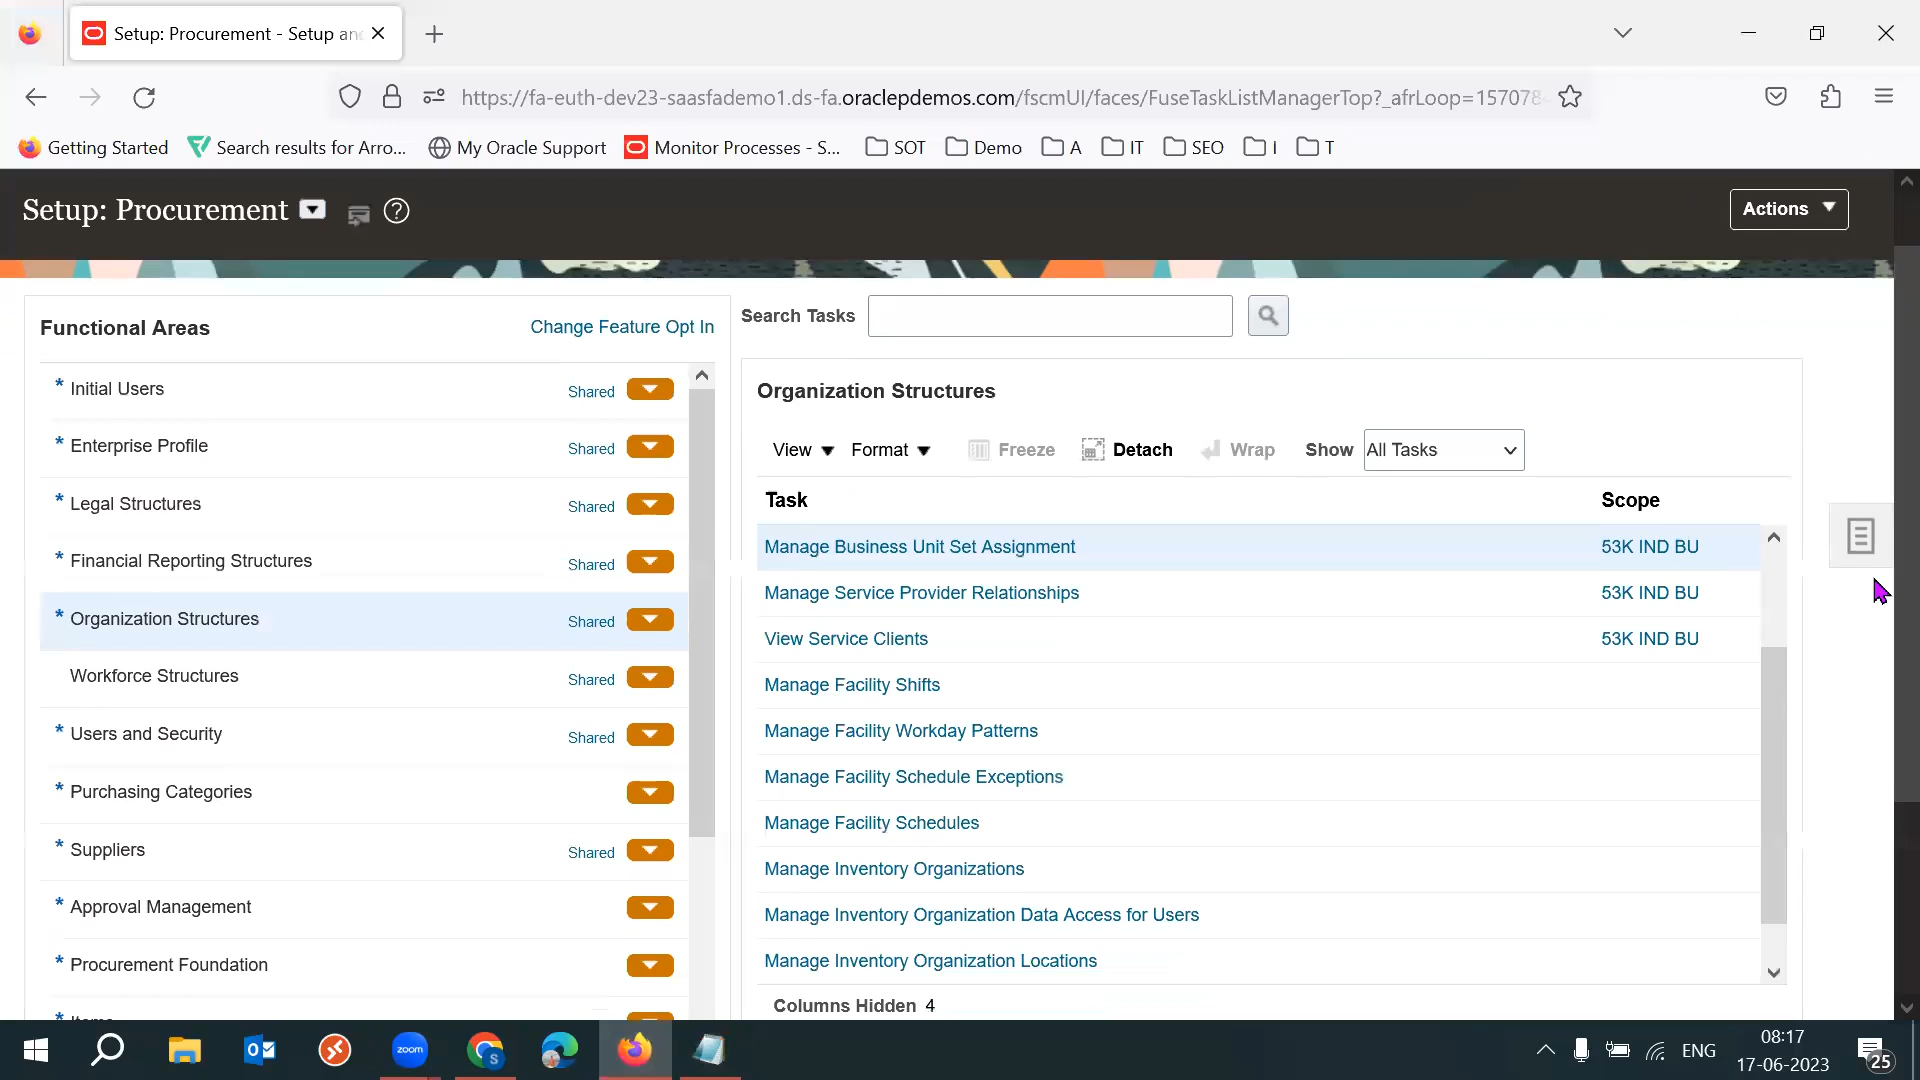 Setup: Procurement - Setup an
https://fa-euth-dev23-saasfademo1.ds-fa.oraclepdemos.com/fscmUI/faces/FuseTaskListManagerTop?_afrLoop=157078
Getting Started
Search results for Arro...
My Oracle Support
Monitor Processes - S...
SOT
Demo
A
IT
SEO
I
T
Setup: Procurement
?
Actions
Functional Areas
Change Feature Opt In
* Initial Users Shared
* Enterprise Profile Shared
* Legal Structures Shared
* Financial Reporting Structures Shared
* Organization Structures Shared
Workforce Structures Shared
* Users and Security Shared
* Purchasing Categories
* Suppliers Shared
* Approval Management
* Procurement Foundation
* Items
Search Tasks
Organization Structures
View Format Freeze Detach Wrap Show All Tasks
Task Scope
Manage Business Unit Set Assignment 53K IND BU
Manage Service Provider Relationships 53K IND BU
View Service Clients 53K IND BU
Manage Facility Shifts
Manage Facility Workday Patterns
Manage Facility Schedule Exceptions
Manage Facility Schedules
Manage Inventory Organizations
Manage Inventory Organization Data Access for Users
Manage Inventory Organization Locations
Columns Hidden 4
zoom
S
ENG
08:17
17-06-2023
25